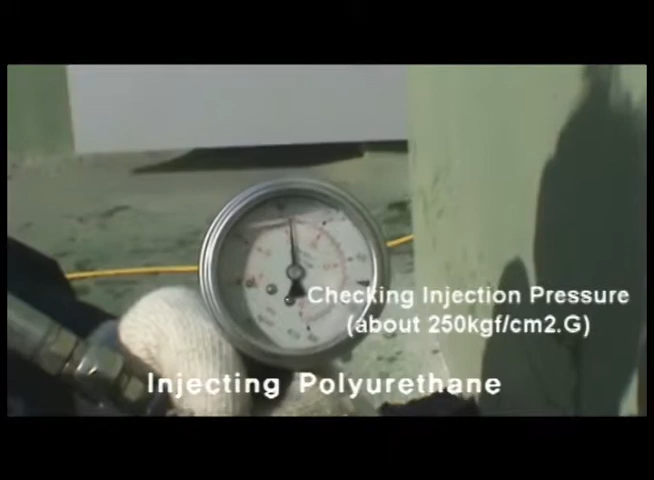 Checking Injection Pressure
(about 250kgf/cm2.G)
Injecting Polyurethane